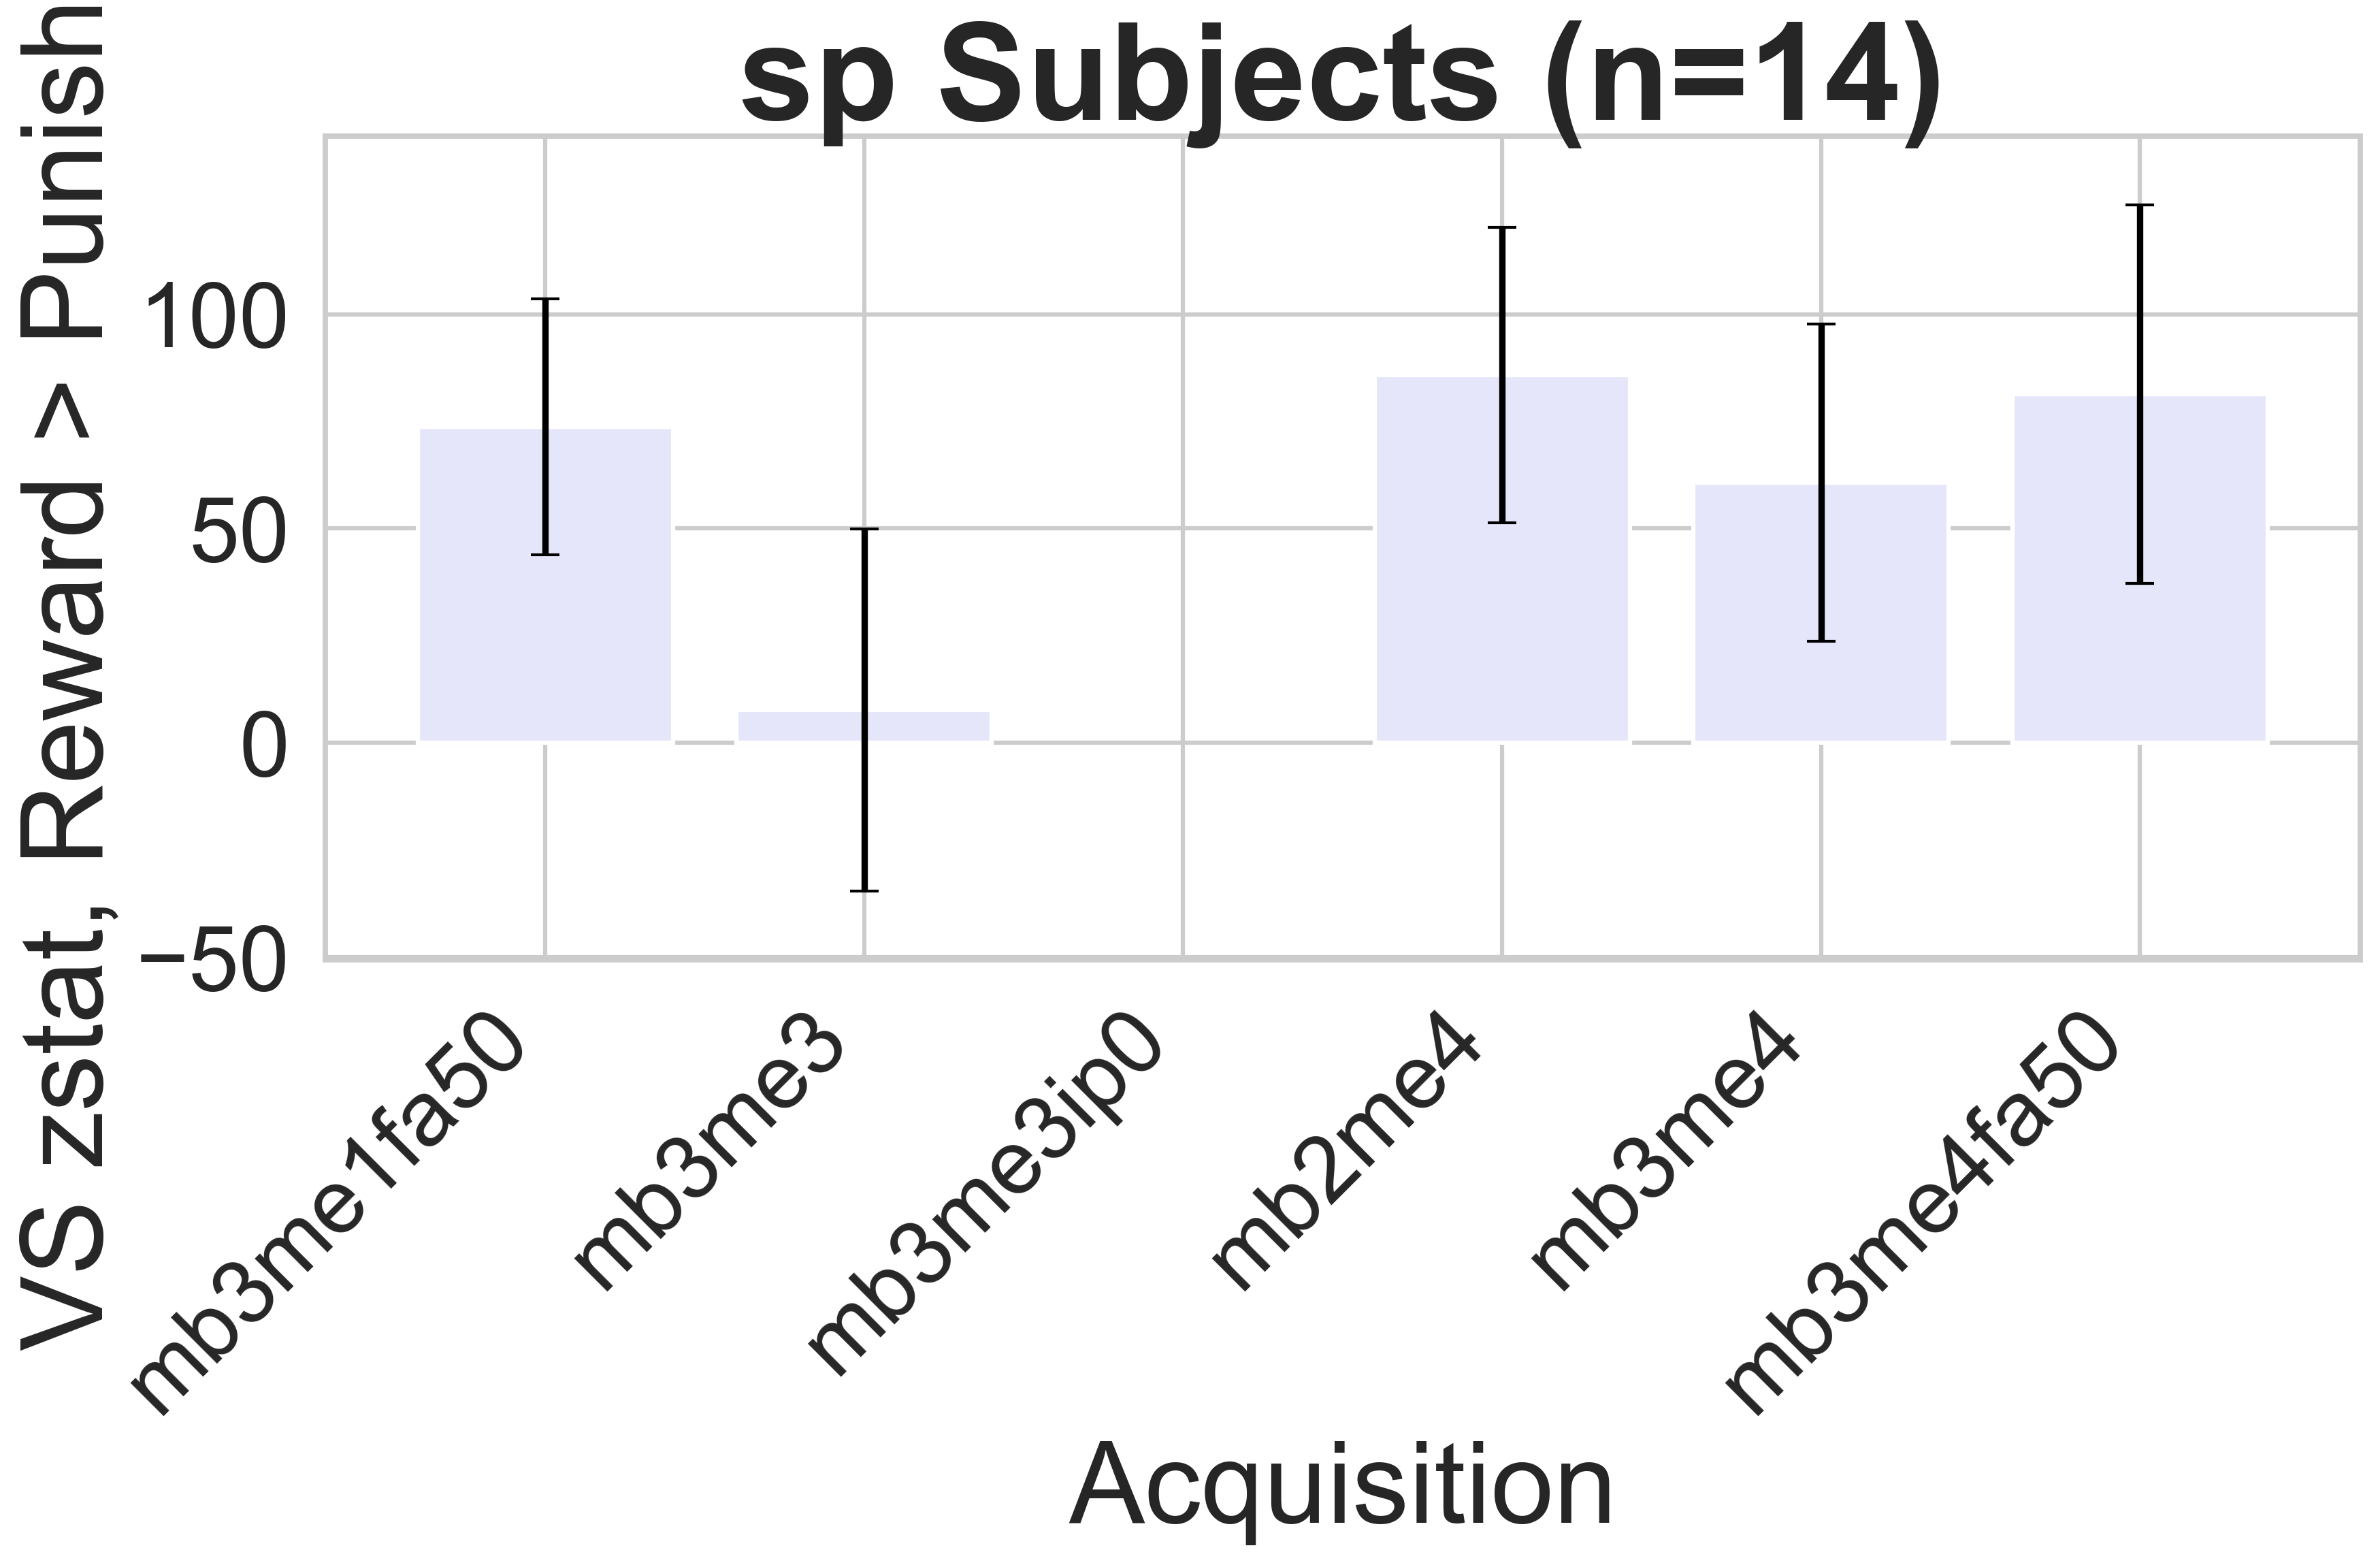 sp Subjects (n=14)
VS zstat, Reward > Punish
100
50
0
−50
mb3me1fa50
mb3me3
mb3me3ip0
mb2me4
mb3me4
mb3me4fa50
Acquisition